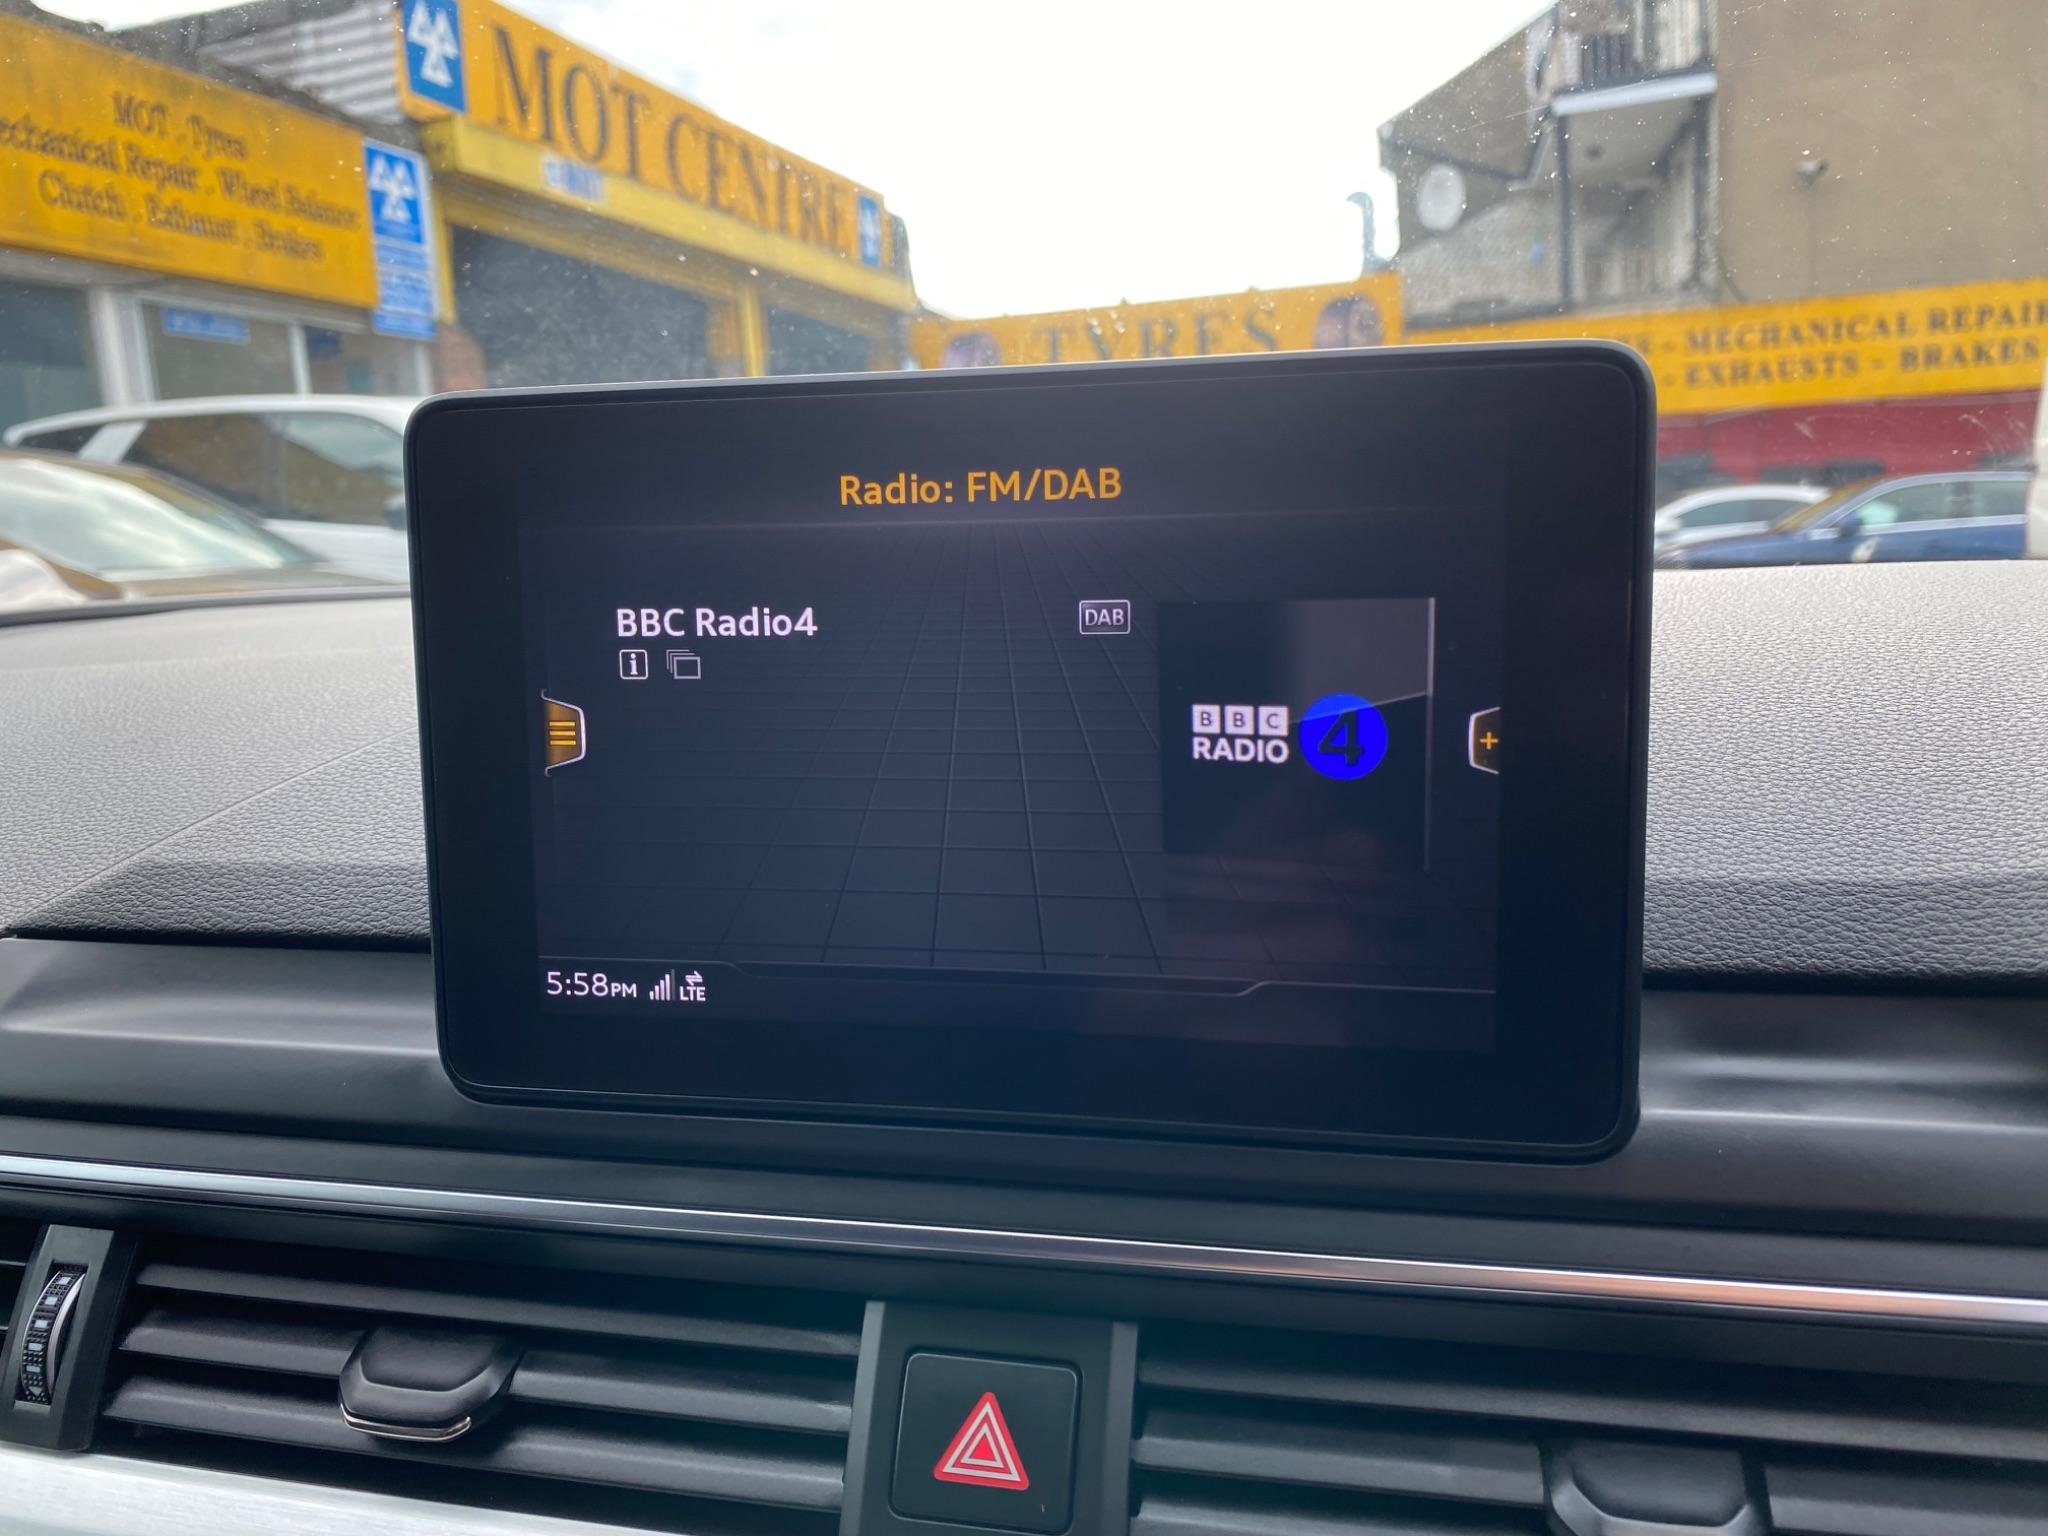 MOT . Tyres
Mechanical Repair . Wheel Balance
Clutch . Exhaust . Brakes
MOT CENTRE
TYRES
- MECHANICAL REPAIR
- EXHAUSTS - BRAKES
Radio: FM/DAB
BBC Radio4
DAB
i
BBC
RADIO 4
+
5:58PM LTE